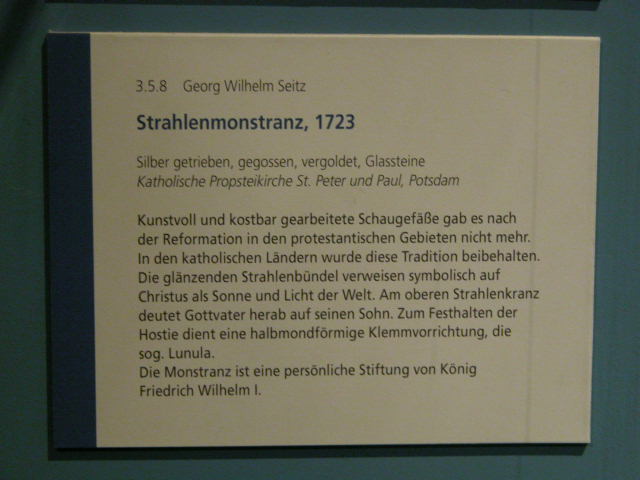 3.5.8 Georg Wilhelm Seitz
Strahlenmonstranz, 1723
Silber getrieben, gegossen, vergoldet, Glassteine
Katholische Propsteikirche St. Peter und Paul, Potsdam
Kunstvoll und kostbar gearbeitete Schaugefäße gab es nach
der Reformation in den protestantischen Gebieten nicht mehr.
In den katholischen Ländern wurde diese Tradition beibehalten.
Die glänzenden Strahlenbündel verweisen symbolisch auf
Christus als Sonne und Licht der Welt. Am oberen Strahlenkranz
deutet Gottvater herab auf seinen Sohn. Zum Festhalten der
Hostie dient eine halbmondförmige Klemmvorrichtung, die
sog. Lunula.
Die Monstranz ist eine persönliche Stiftung von König
Friedrich Wilhelm I.